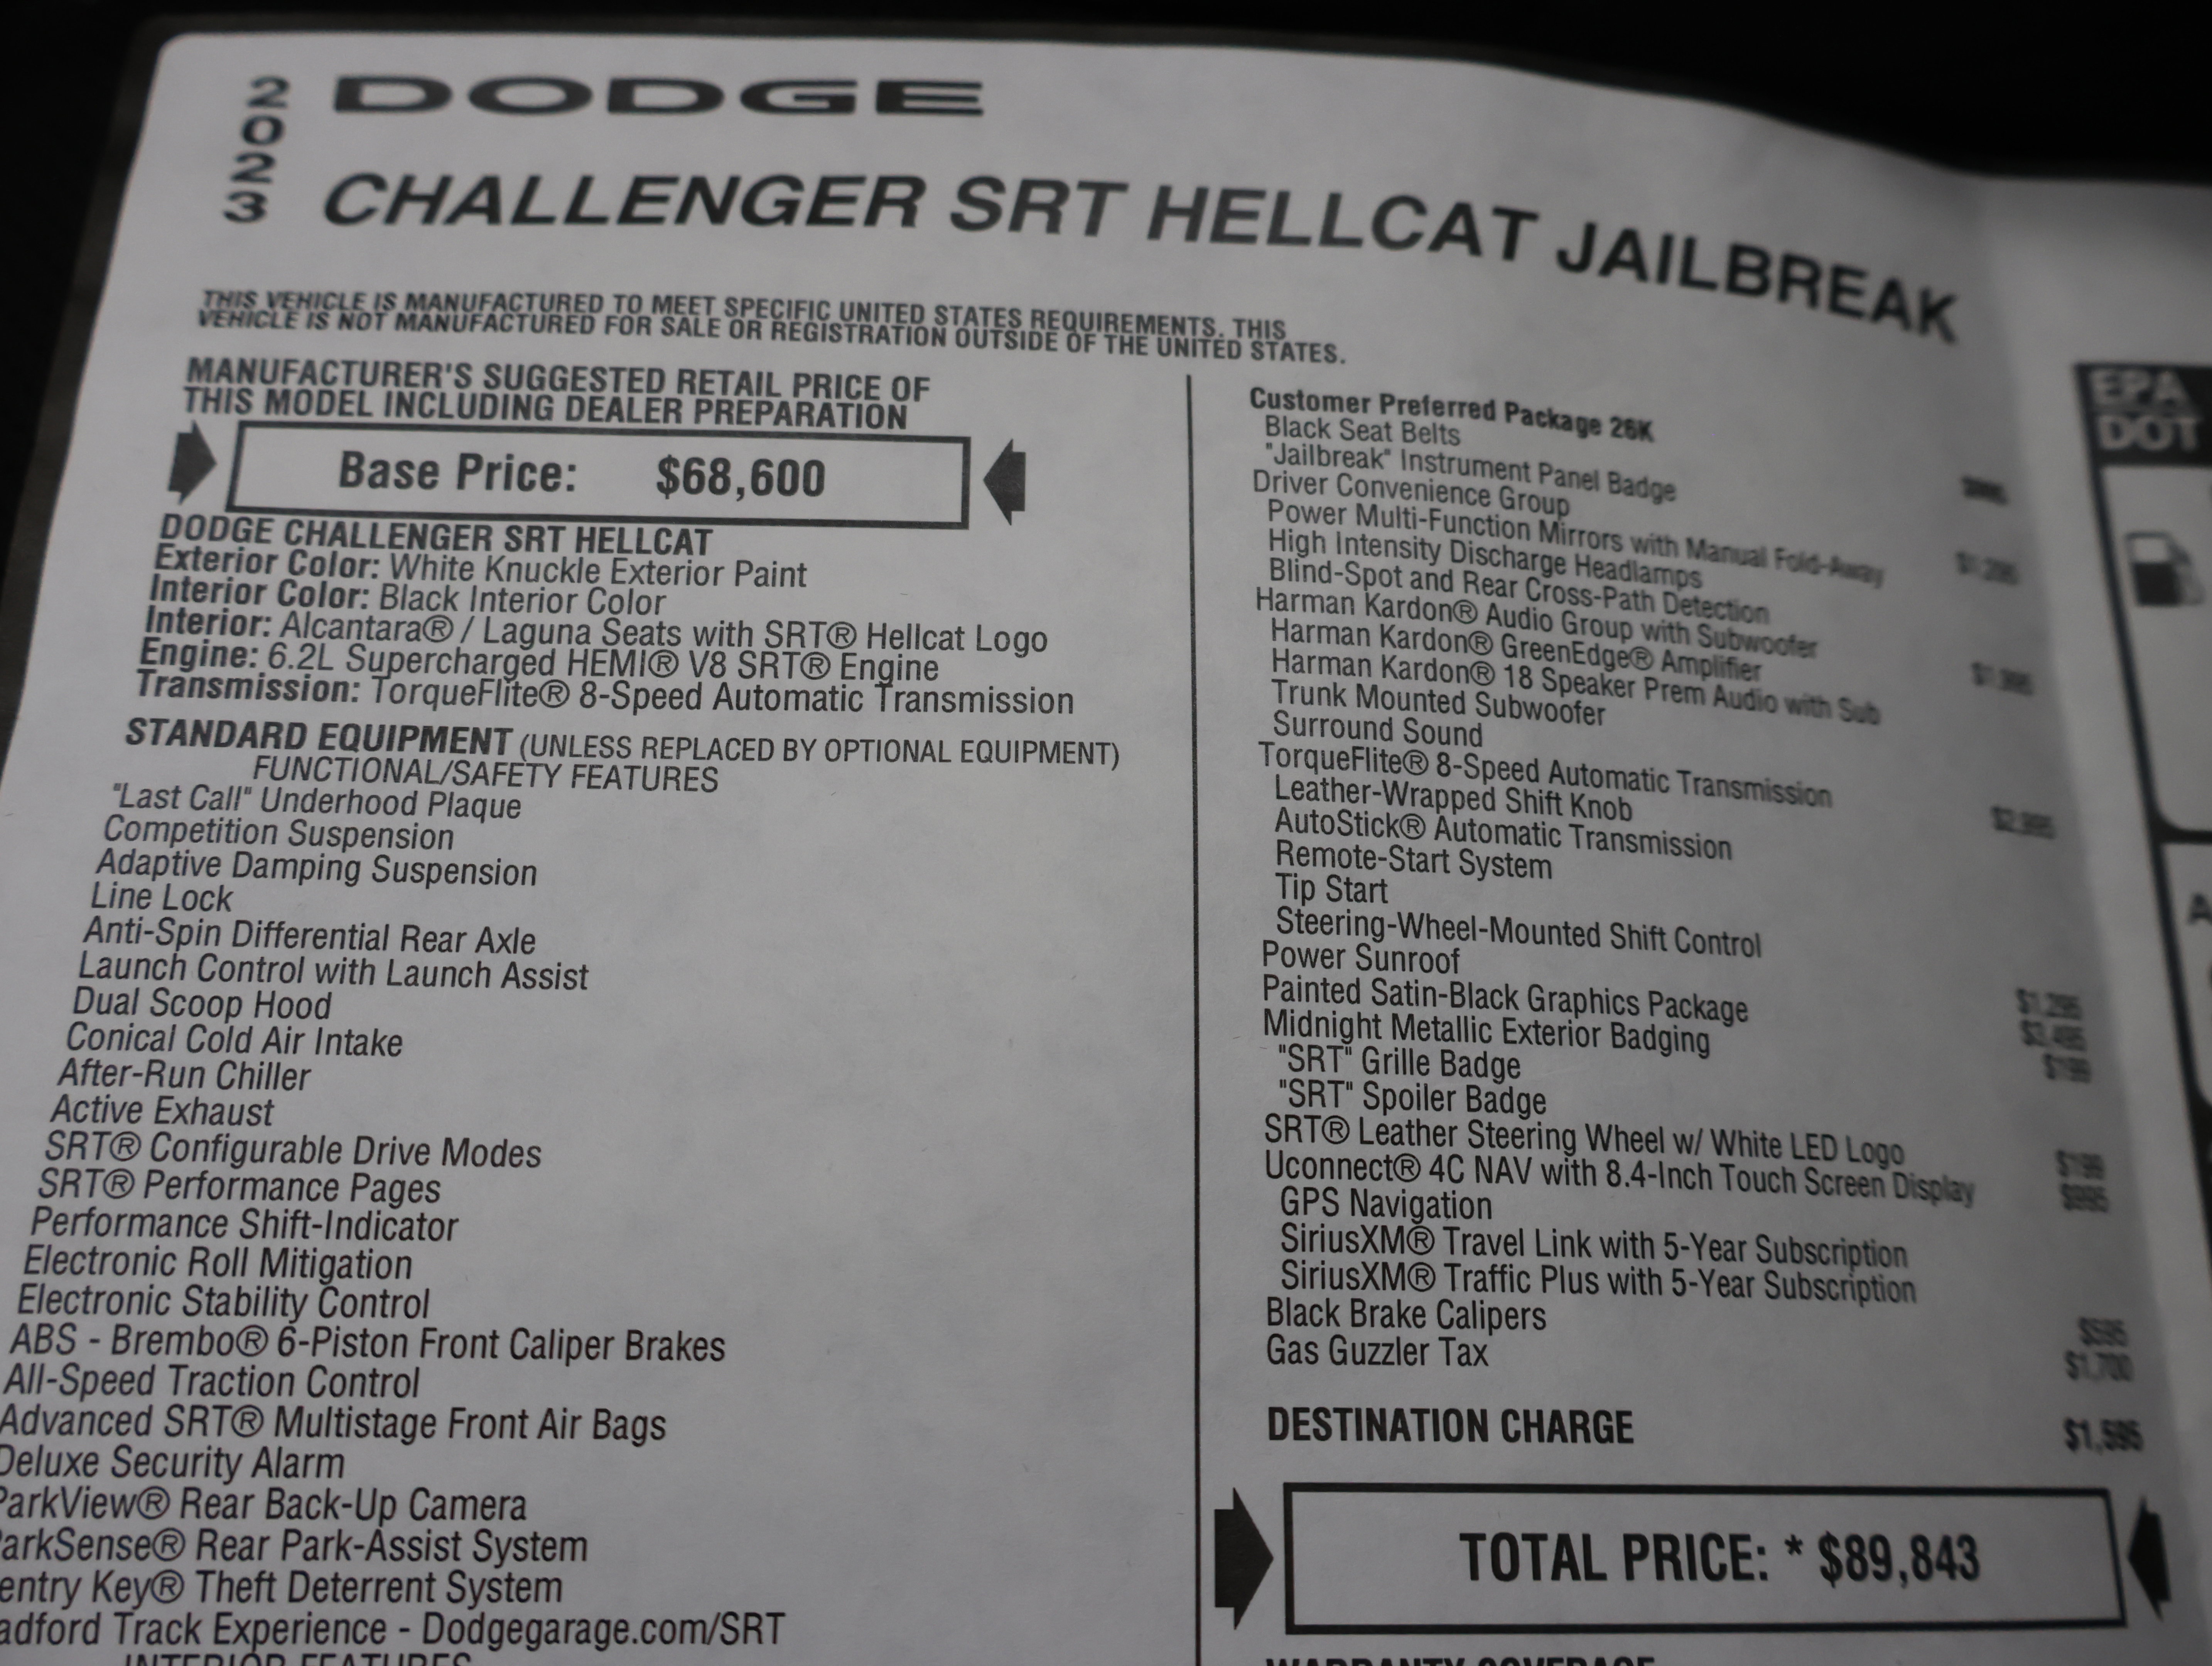 2023
DODGE
CHALLENGER SRT HELLCAT JAILBREAK
THIS VEHICLE IS MANUFACTURED TO MEET SPECIFIC UNITED STATES REQUIREMENTS. THIS
VEHICLE IS NOT MANUFACTURED FOR SALE OR REGISTRATION OUTSIDE OF THE UNITED STATES.
MANUFACTURER'S SUGGESTED RETAIL PRICE OF
THIS MODEL INCLUDING DEALER PREPARATION
Base Price: $68,600
DODGE CHALLENGER SRT HELLCAT
Exterior Color: White Knuckle Exterior Paint
Interior Color: Black Interior Color
Interior: Alcantara® / Laguna Seats with SRT® Hellcat Logo
Engine: 6.2L Supercharged HEMI® V8 SRT® Engine
Transmission: TorqueFlite® 8-Speed Automatic Transmission
STANDARD EQUIPMENT (UNLESS REPLACED BY OPTIONAL EQUIPMENT)
FUNCTIONAL/SAFETY FEATURES
"Last Call" Underhood Plaque
Competition Suspension
Adaptive Damping Suspension
Line Lock
Anti-Spin Differential Rear Axle
Launch Control with Launch Assist
Dual Scoop Hood
Conical Cold Air Intake
After-Run Chiller
Active Exhaust
SRT® Configurable Drive Modes
SRT® Performance Pages
Performance Shift-Indicator
Electronic Roll Mitigation
Electronic Stability Control
ABS - Brembo® 6-Piston Front Caliper Brakes
All-Speed Traction Control
Advanced SRT® Multistage Front Air Bags
Deluxe Security Alarm
ParkView® Rear Back-Up Camera
arkSense® Rear Park-Assist System
entry Key® Theft Deterrent System
adford Track Experience - Dodgegarage.com/SRT
INTERIOR FEATURES
Customer Preferred Package 26K
Black Seat Belts
"Jailbreak" Instrument Panel Badge
Driver Convenience Group
Power Multi-Function Mirrors with Manual Fold-Away
High Intensity Discharge Headlamps
Blind-Spot and Rear Cross-Path Detection
Harman Kardon® Audio Group with Subwoofer
Harman Kardon® GreenEdge® Amplifier
Harman Kardon® 18 Speaker Prem Audio with Sub
Trunk Mounted Subwoofer
Surround Sound
TorqueFlite® 8-Speed Automatic Transmission
Leather-Wrapped Shift Knob
AutoStick® Automatic Transmission
Remote-Start System
Tip Start
Steering-Wheel-Mounted Shift Control
Power Sunroof
Painted Satin-Black Graphics Package
Midnight Metallic Exterior Badging
"SRT" Grille Badge
"SRT" Spoiler Badge
SRT® Leather Steering Wheel w/ White LED Logo
Uconnect® 4C NAV with 8.4-Inch Touch Screen Display
GPS Navigation
SiriusXM® Travel Link with 5-Year Subscription
SiriusXM® Traffic Plus with 5-Year Subscription
Black Brake Calipers
Gas Guzzler Tax $1,700
DESTINATION CHARGE $1,595
TOTAL PRICE: * $89,843
WARRANTY COVERAGE
EPA
DOT